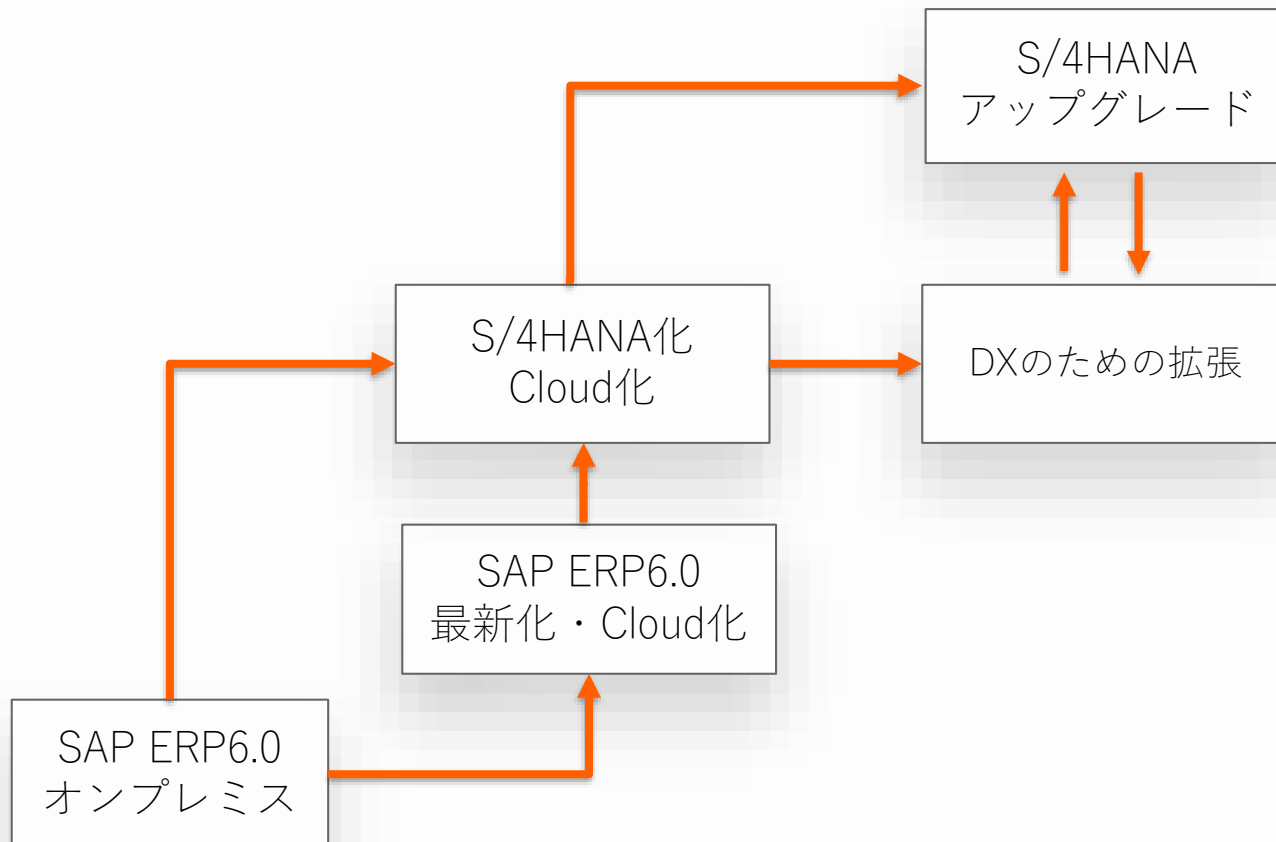 S/4HANA
アップグレード
S/4HANA化
Cloud化
DXのための拡張
SAP ERP6.0
最新化・Cloud化
SAP ERP6.0
オンプレミス